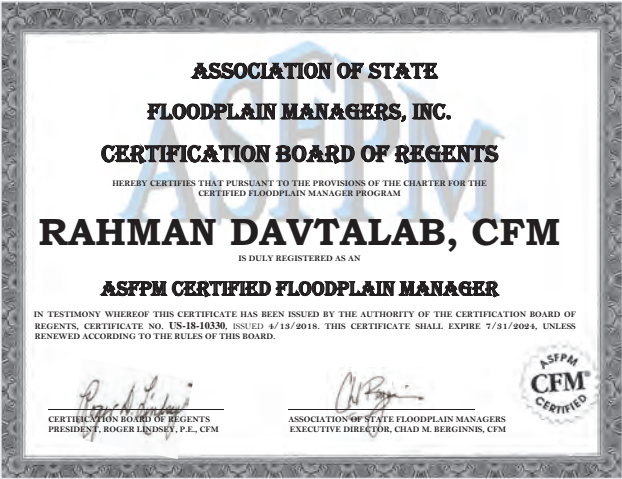 ASFPM
ASSOCIATION OF STATE
FLOODPLAIN MANAGERS, INC.
CERTIFICATION BOARD OF REGENTS
HEREBY CERTIFIES THAT PURSUANT TO THE PROVISIONS OF THE CHARTER FOR THE
CERTIFIED FLOODPLAIN MANAGER PROGRAM
RAHMAN DAVTALAB, CFM
IS DULY REGISTERED AS AN
ASFPM CERTIFIED FLOODPLAIN MANAGER
IN TESTIMONY WHEREOF THIS CERTIFICATE HAS BEEN ISSUED BY THE AUTHORITY OF THE CERTIFICATION BOARD OF
REGENTS, CERTIFICATE NO. US-18-10330, ISSUED 4/13/2018. THIS CERTIFICATE SHALL EXPIRE 7/31/2024, UNLESS
RENEWED ACCORDING TO THE RULES OF THIS BOARD.
Roger A. Lindsey
CERTIFICATION BOARD OF REGENTS
PRESIDENT, ROGER LINDSEY, P.E., CFM
ASSOCIATION OF STATE FLOODPLAIN MANAGERS
EXECUTIVE DIRECTOR, CHAD M. BERGINNIS, CFM
ASFPM
CFM®
CERTIFIED